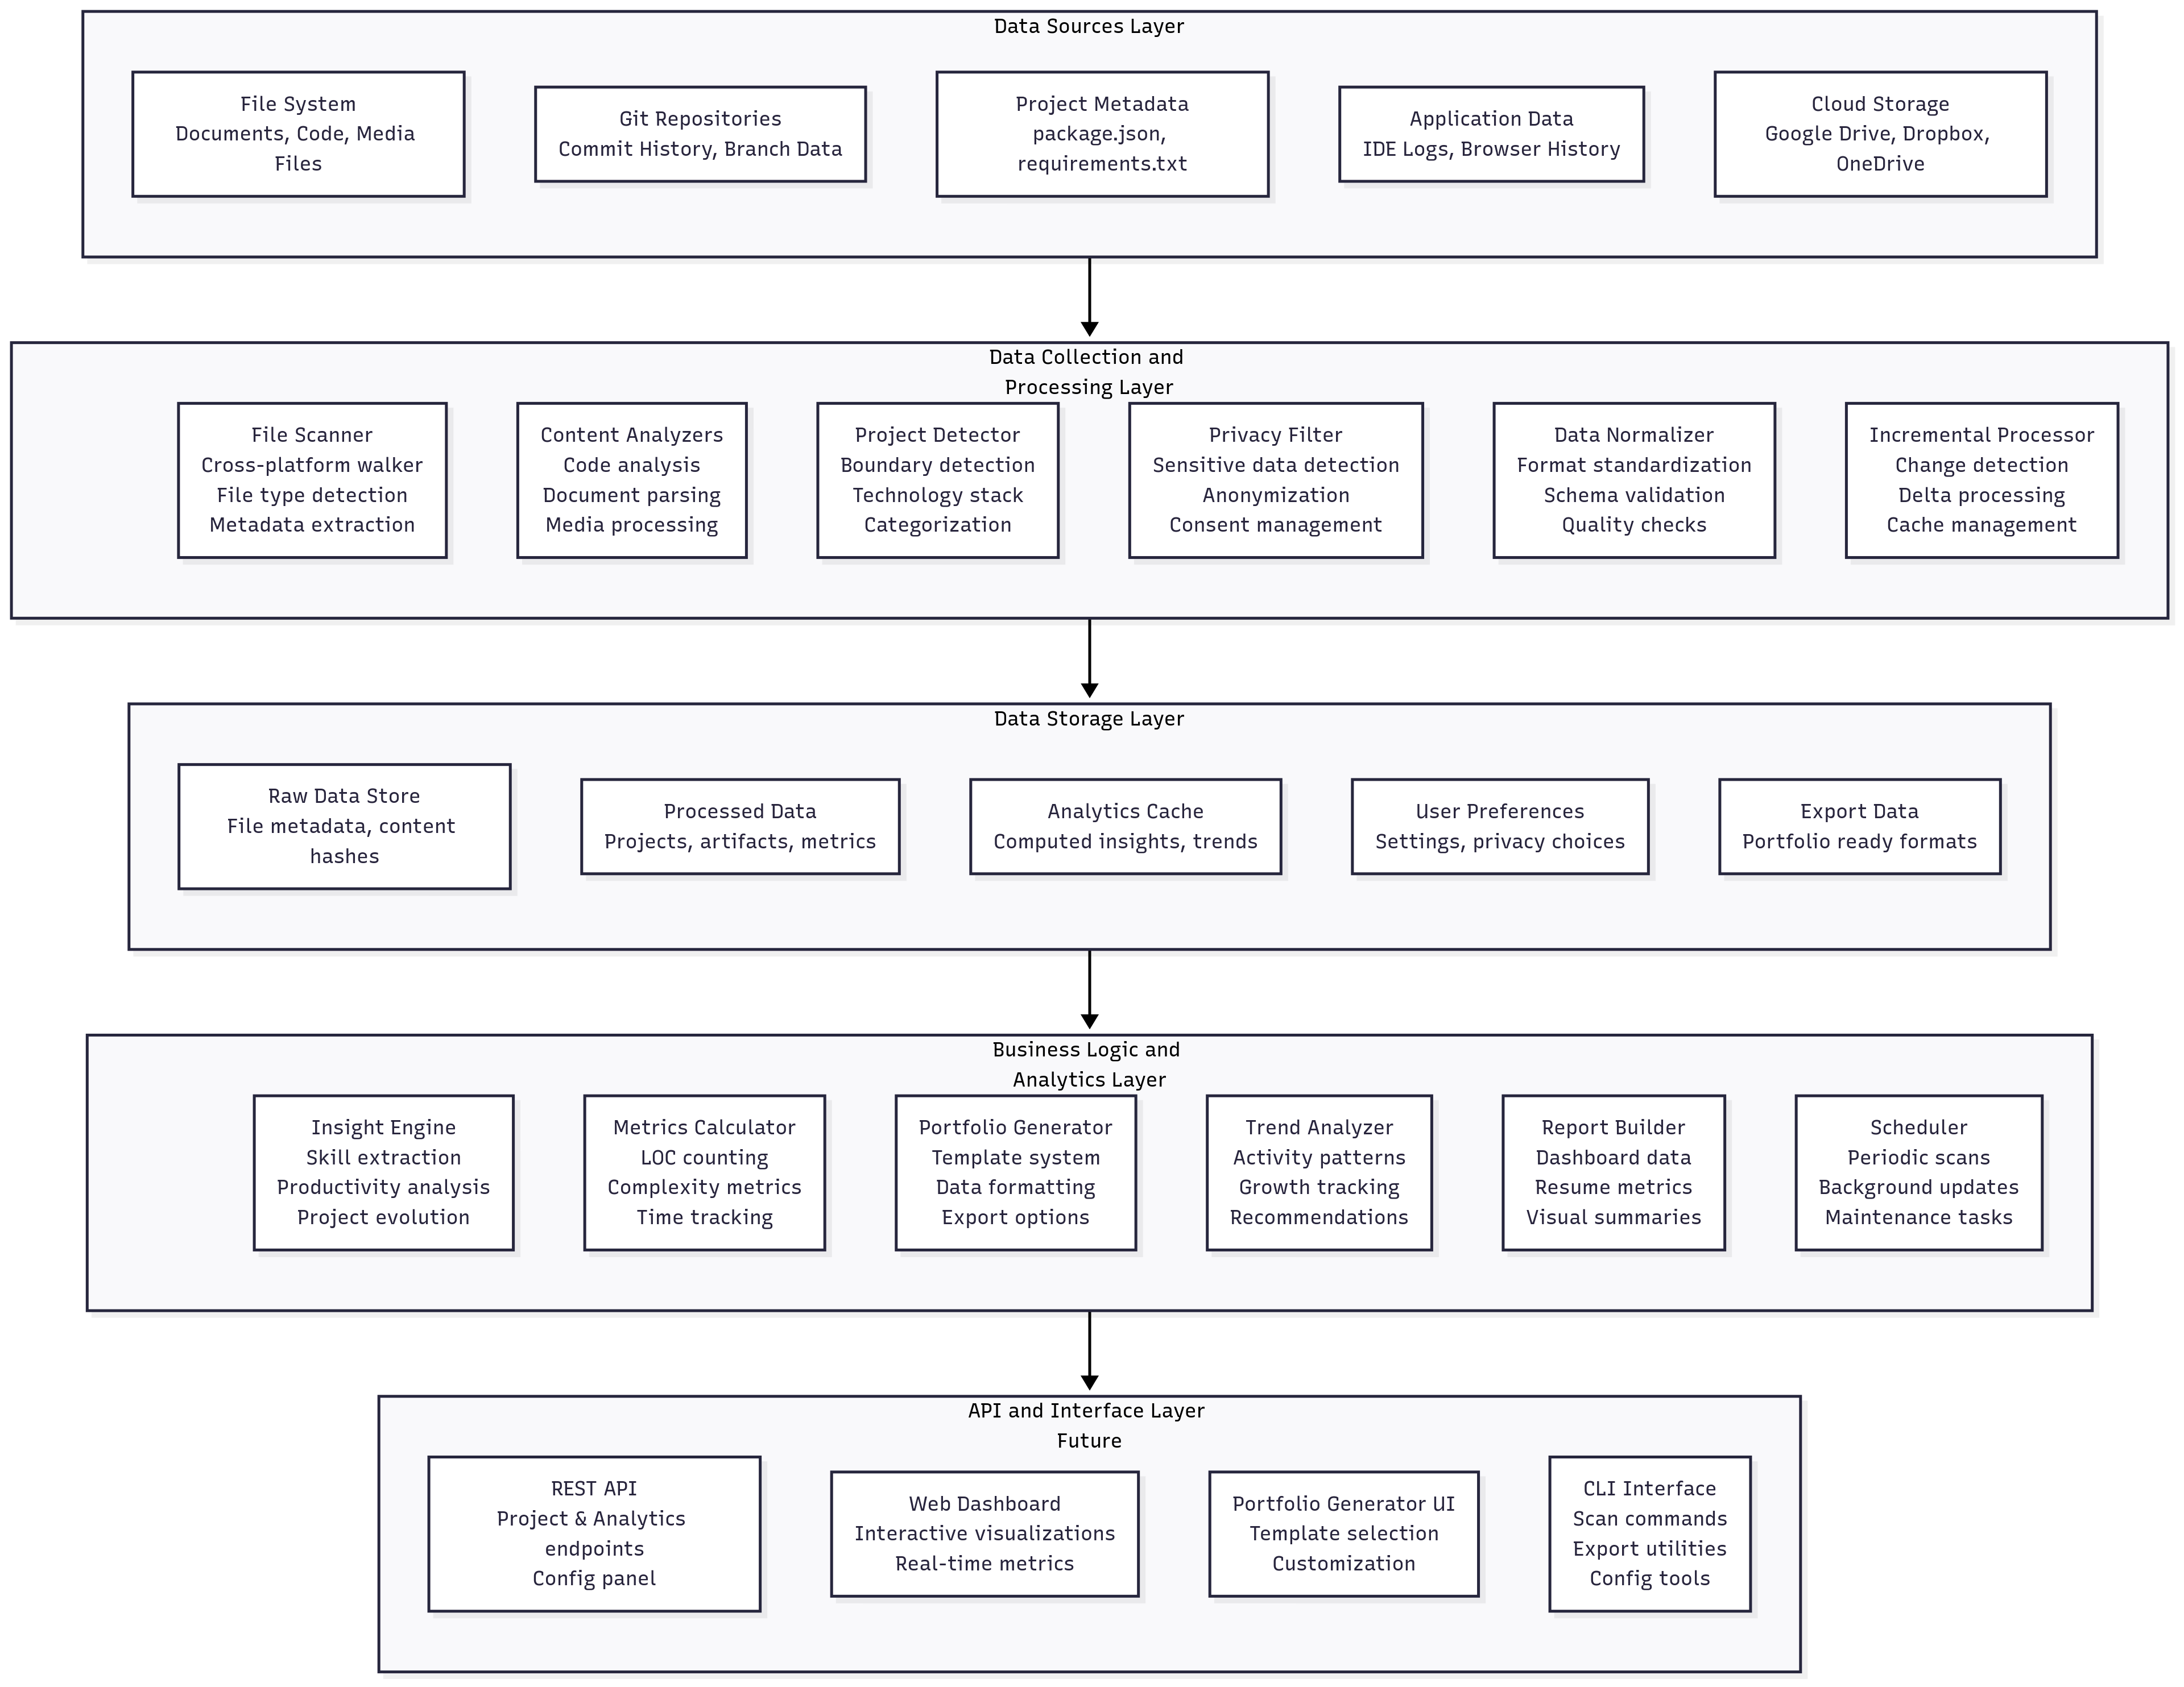 Data Sources Layer
File System
Documents, Code, Media
Files
Git Repositories
Commit History, Branch Data
Project Metadata
package.json,
requirements.txt
Application Data
IDE Logs, Browser History
Cloud Storage
Google Drive, Dropbox,
OneDrive
Data Collection and
Processing Layer
File Scanner
Cross-platform walker
File type detection
Metadata extraction
Content Analyzers
Code analysis
Document parsing
Media processing
Project Detector
Boundary detection
Technology stack
Categorization
Privacy Filter
Sensitive data detection
Anonymization
Consent management
Data Normalizer
Format standardization
Schema validation
Quality checks
Incremental Processor
Change detection
Delta processing
Cache management
Data Storage Layer
Raw Data Store
File metadata, content
hashes
Processed Data
Projects, artifacts, metrics
Analytics Cache
Computed insights, trends
User Preferences
Settings, privacy choices
Export Data
Portfolio ready formats
Business Logic and
Analytics Layer
Insight Engine
Skill extraction
Productivity analysis
Project evolution
Metrics Calculator
LOC counting
Complexity metrics
Time tracking
Portfolio Generator
Template system
Data formatting
Export options
Trend Analyzer
Activity patterns
Growth tracking
Recommendations
Report Builder
Dashboard data
Resume metrics
Visual summaries
Scheduler
Periodic scans
Background updates
Maintenance tasks
API and Interface Layer
Future
REST API
Project & Analytics
endpoints
Config panel
Web Dashboard
Interactive visualizations
Real-time metrics
Portfolio Generator UI
Template selection
Customization
CLI Interface
Scan commands
Export utilities
Config tools